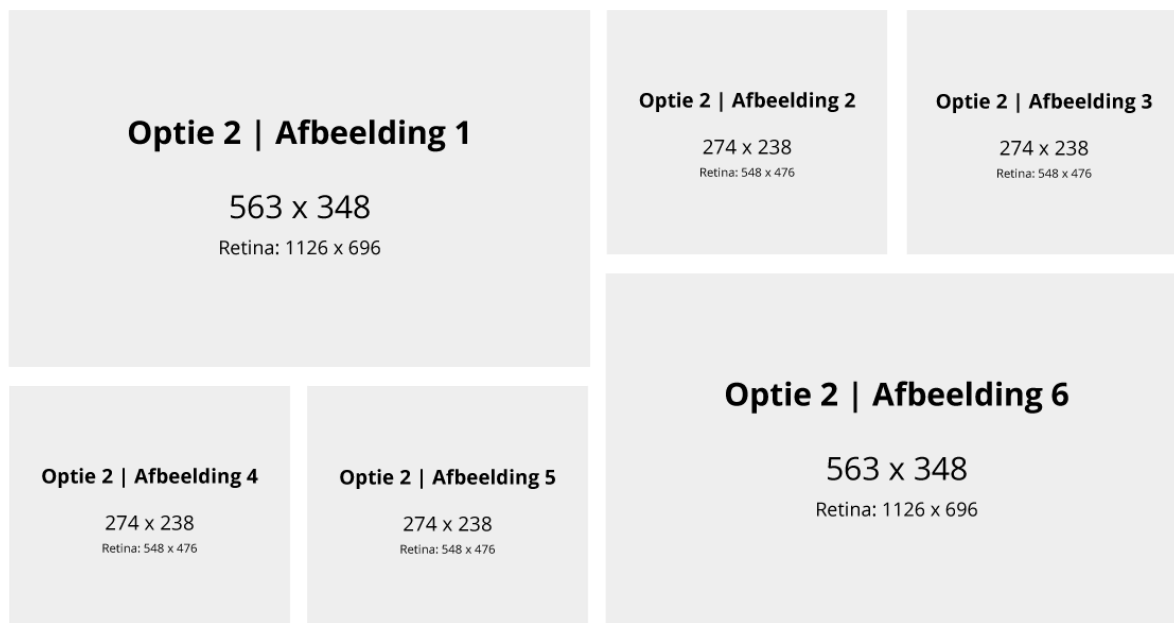 Optie 2 | Afbeelding 1
563 x 348
Retina: 1126 x 696
Optie 2 | Afbeelding 2
274 x 238
Retina: 548 x 476
Optie 2 | Afbeelding 3
274 x 238
Retina: 548 x 476
Optie 2 | Afbeelding 4
274 x 238
Retina: 548 x 476
Optie 2 | Afbeelding 5
274 x 238
Retina: 548 x 476
Optie 2 | Afbeelding 6
563 x 348
Retina: 1126 x 696